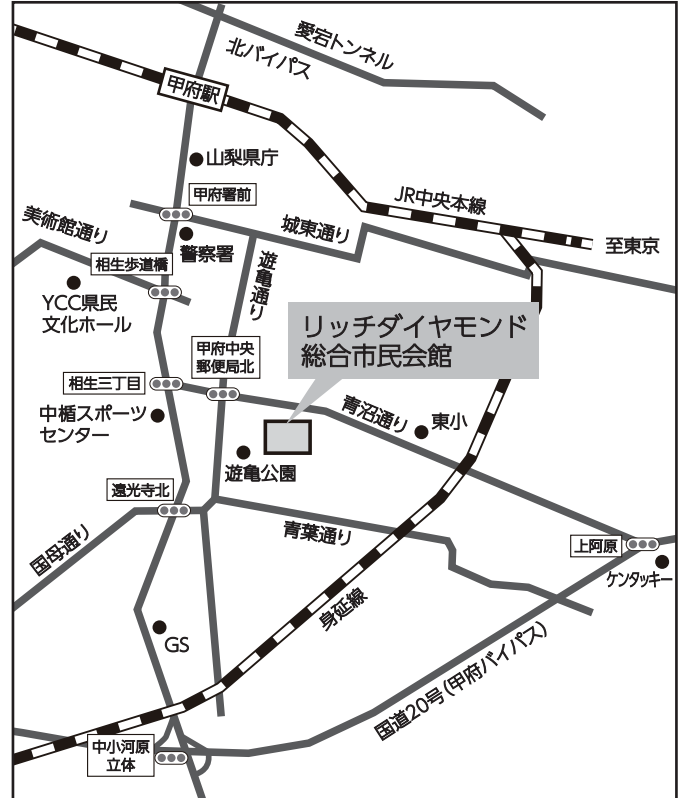 愛宕トンネル
北バイパス
甲府駅
山梨県庁
甲府署前
JR中央本線
美術館通り
城東通り
至東京
警察署
相生歩道橋
遊亀通り
YCC県民
文化ホール
リッチダイヤモンド
総合市民会館
甲府中央
郵便局北
相生三丁目
中楯スポーツ
センター
青沼通り
東小
遊亀公園
遠光寺北
国母通り
青葉通り
上阿原
ケンタッキー
身延線
GS
国道20号(甲府バイパス)
中小河原
立体